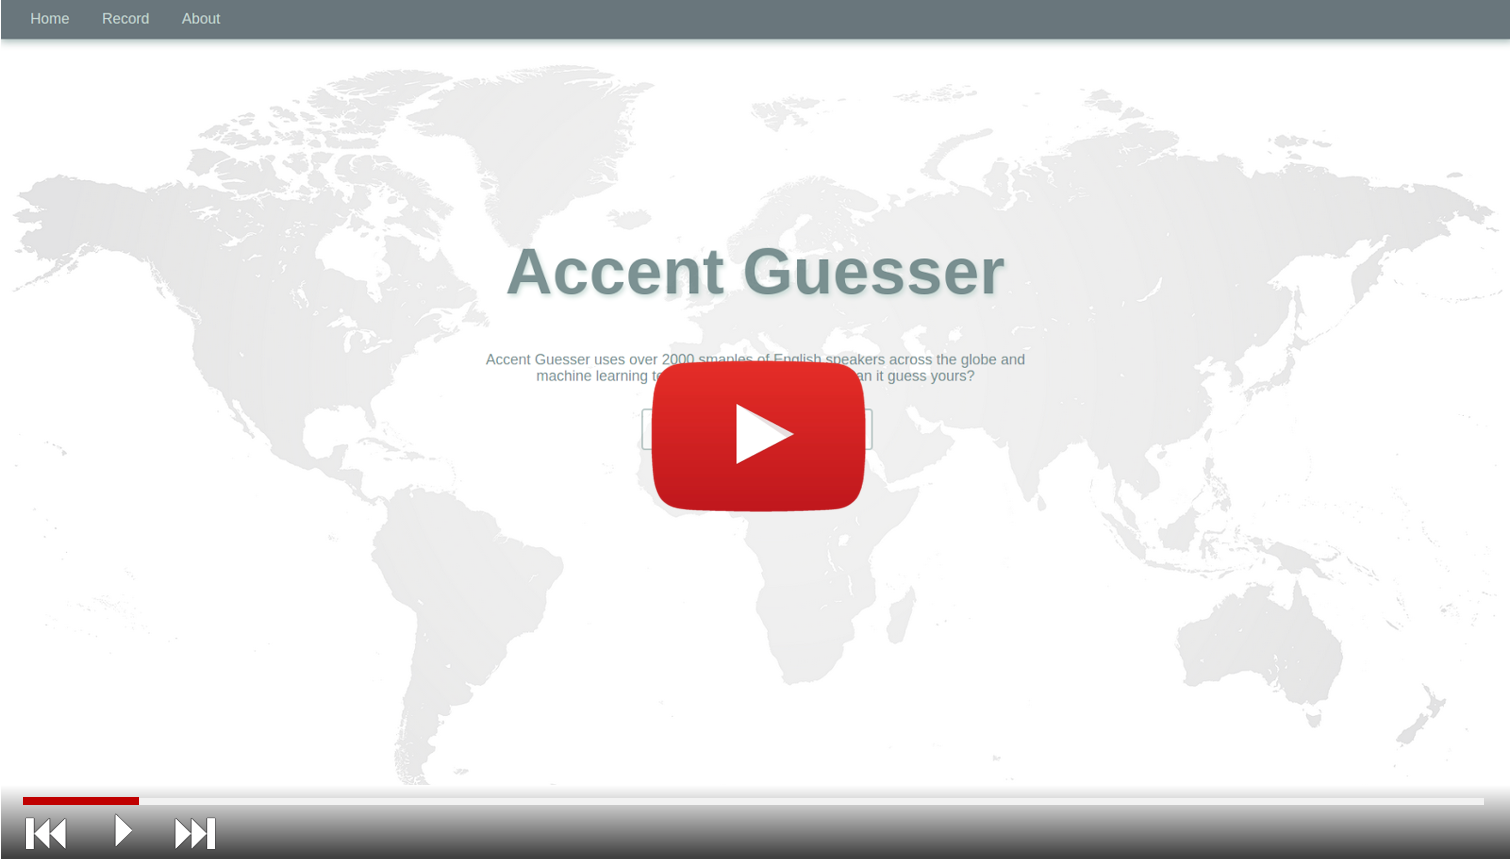 Home Record About
Accent Guesser
Accent Guesser uses over 2000 smaples of English speakers across the globe and
machine learning an it guess yours?